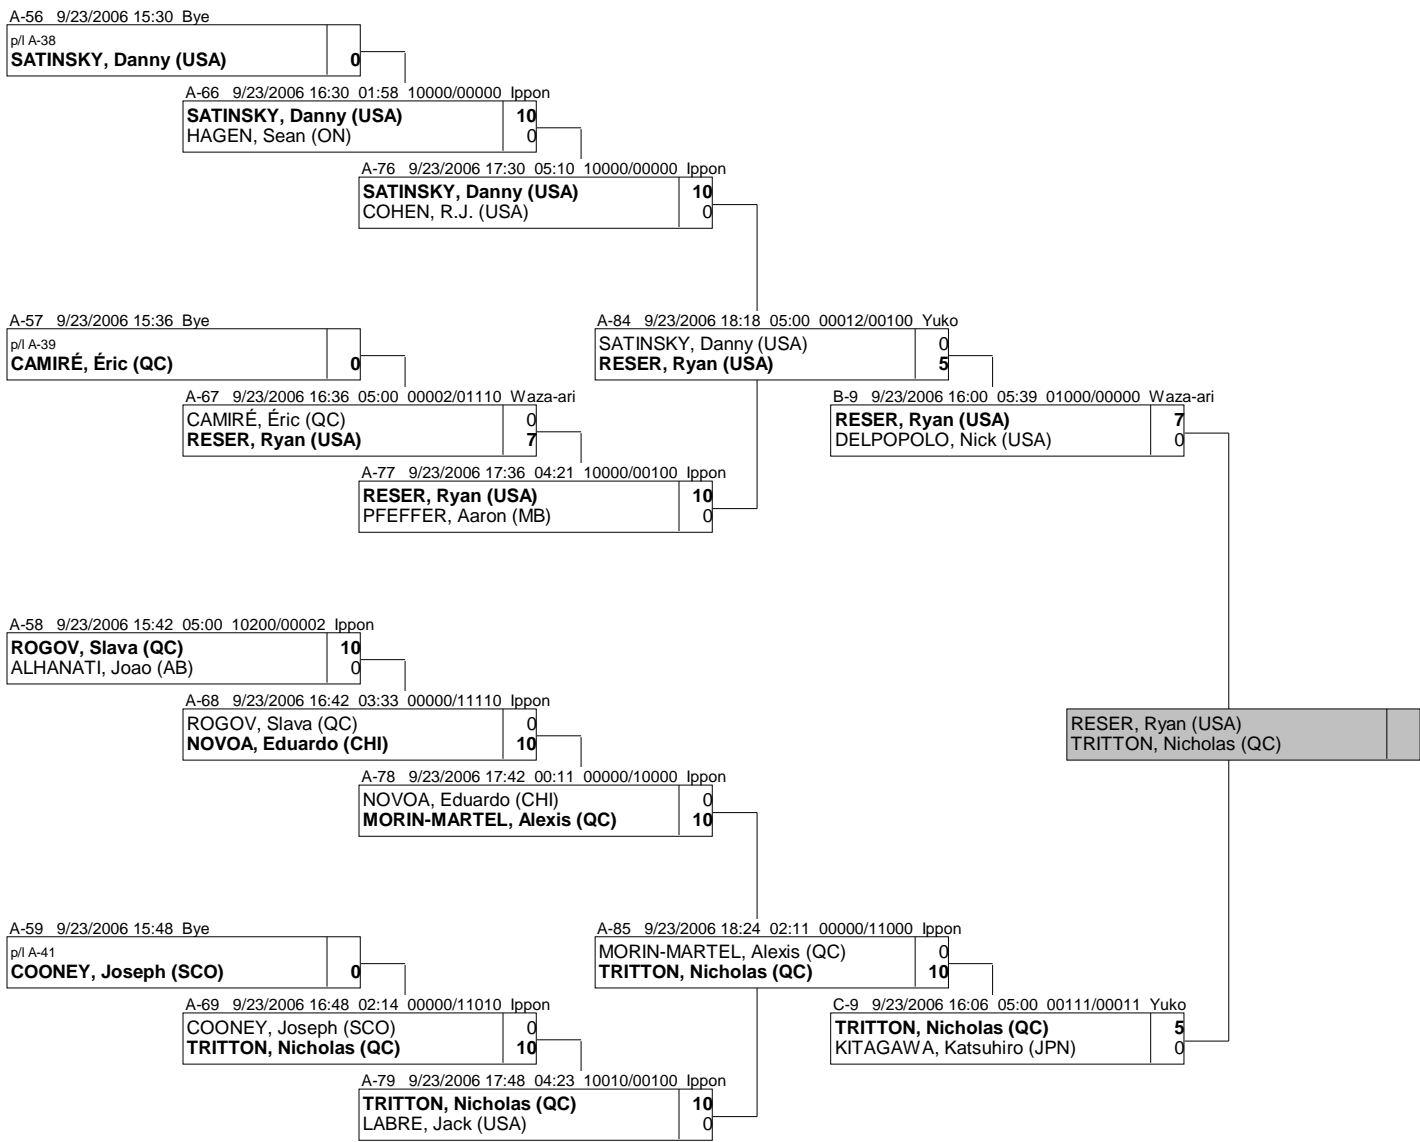 A-56 9/23/2006 15:30 Bye
p/l A-38
SATINSKY, Danny (USA) 0
A-66 9/23/2006 16:30 01:58 10000/00000 Ippon
SATINSKY, Danny (USA) 10
HAGEN, Sean (ON) 0
A-76 9/23/2006 17:30 05:10 10000/00000 Ippon
SATINSKY, Danny (USA) 10
COHEN, R.J. (USA) 0
A-57 9/23/2006 15:36 Bye
p/l A-39
CAMIRÉ, Éric (QC) 0
A-84 9/23/2006 18:18 05:00 00012/00100 Yuko
SATINSKY, Danny (USA) 0
RESER, Ryan (USA) 5
A-67 9/23/2006 16:36 05:00 00002/01110 Waza-ari
CAMIRÉ, Éric (QC) 0
RESER, Ryan (USA) 7
B-9 9/23/2006 16:00 05:39 01000/00000 Waza-ari
RESER, Ryan (USA) 7
DELPOPOLO, Nick (USA) 0
A-77 9/23/2006 17:36 04:21 10000/00100 Ippon
RESER, Ryan (USA) 10
PFEFFER, Aaron (MB) 0
A-58 9/23/2006 15:42 05:00 10200/00002 Ippon
ROGOV, Slava (QC) 10
ALHANATI, Joao (AB) 0
A-68 9/23/2006 16:42 03:33 00000/11110 Ippon
ROGOV, Slava (QC) 0
NOVOA, Eduardo (CHI) 10
RESER, Ryan (USA)
TRITTON, Nicholas (QC)
A-78 9/23/2006 17:42 00:11 00000/10000 Ippon
NOVOA, Eduardo (CHI) 0
MORIN-MARTEL, Alexis (QC) 10
A-59 9/23/2006 15:48 Bye
p/l A-41
COONEY, Joseph (SCO) 0
A-85 9/23/2006 18:24 02:11 00000/11000 Ippon
MORIN-MARTEL, Alexis (QC) 0
TRITTON, Nicholas (QC) 10
A-69 9/23/2006 16:48 02:14 00000/11010 Ippon
COONEY, Joseph (SCO) 0
TRITTON, Nicholas (QC) 10
C-9 9/23/2006 16:06 05:00 00111/00011 Yuko
TRITTON, Nicholas (QC) 5
KITAGAWA, Katsuhiro (JPN) 0
A-79 9/23/2006 17:48 04:23 10010/00100 Ippon
TRITTON, Nicholas (QC) 10
LABRE, Jack (USA) 0